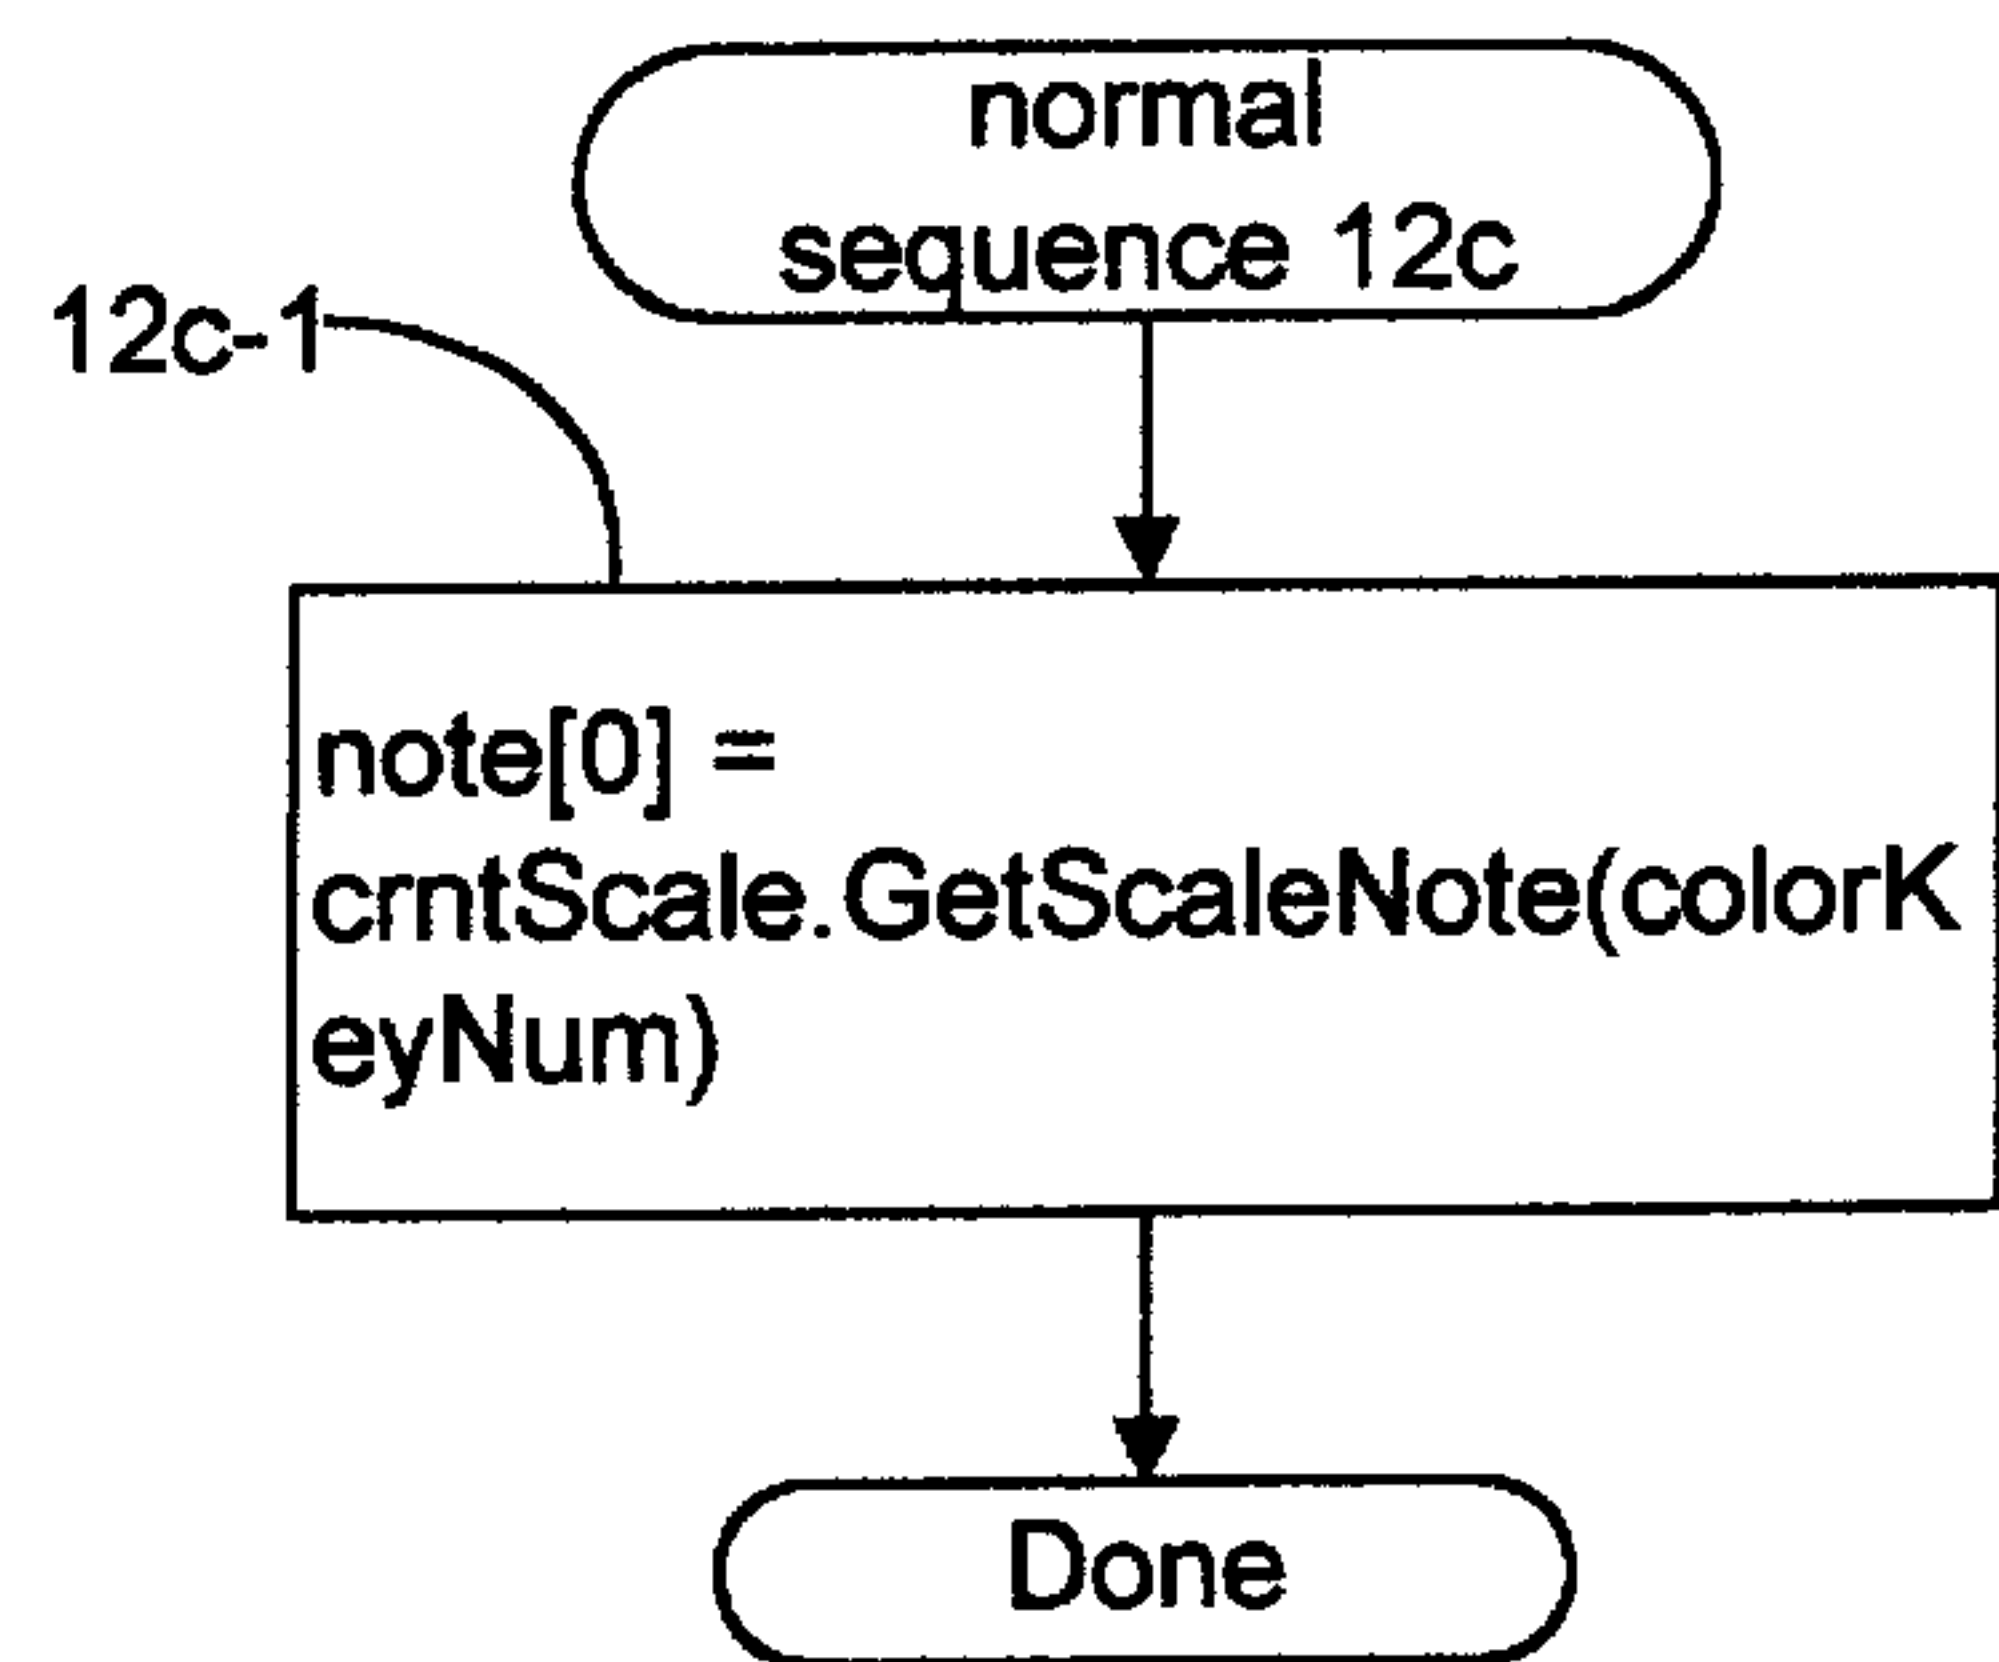 normal
sequence 12c
12c-1
note[0] =
crntScale.GetScaleNote(colorK
eyNum)
Done